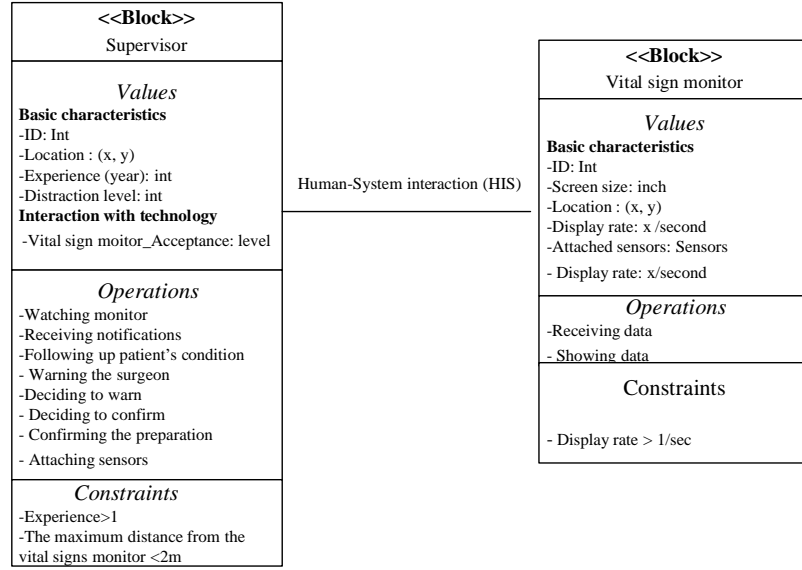 <<Block>>
Supervisor
Values
Basic characteristics
-ID: Int
-Location : (x, y)
-Experience (year): int
-Distraction level: int
Interaction with technology
-Vital sign moitor_Acceptance: level
Operations
-Watching monitor
-Receiving notifications
-Following up patient's condition
- Warning the surgeon
-Deciding to warn
- Deciding to confirm
- Confirming the preparation
- Attaching sensors
Constraints
-Experience>1
-The maximum distance from the
vital signs monitor <2m
Human-System interaction (HIS)
<<Block>>
Vital sign monitor
Values
Basic characteristics
-ID: Int
-Screen size: inch
-Location : (x, y)
-Display rate: x /second
-Attached sensors: Sensors
- Display rate: x/second
Operations
-Receiving data
- Showing data
Constraints
- Display rate > 1/sec